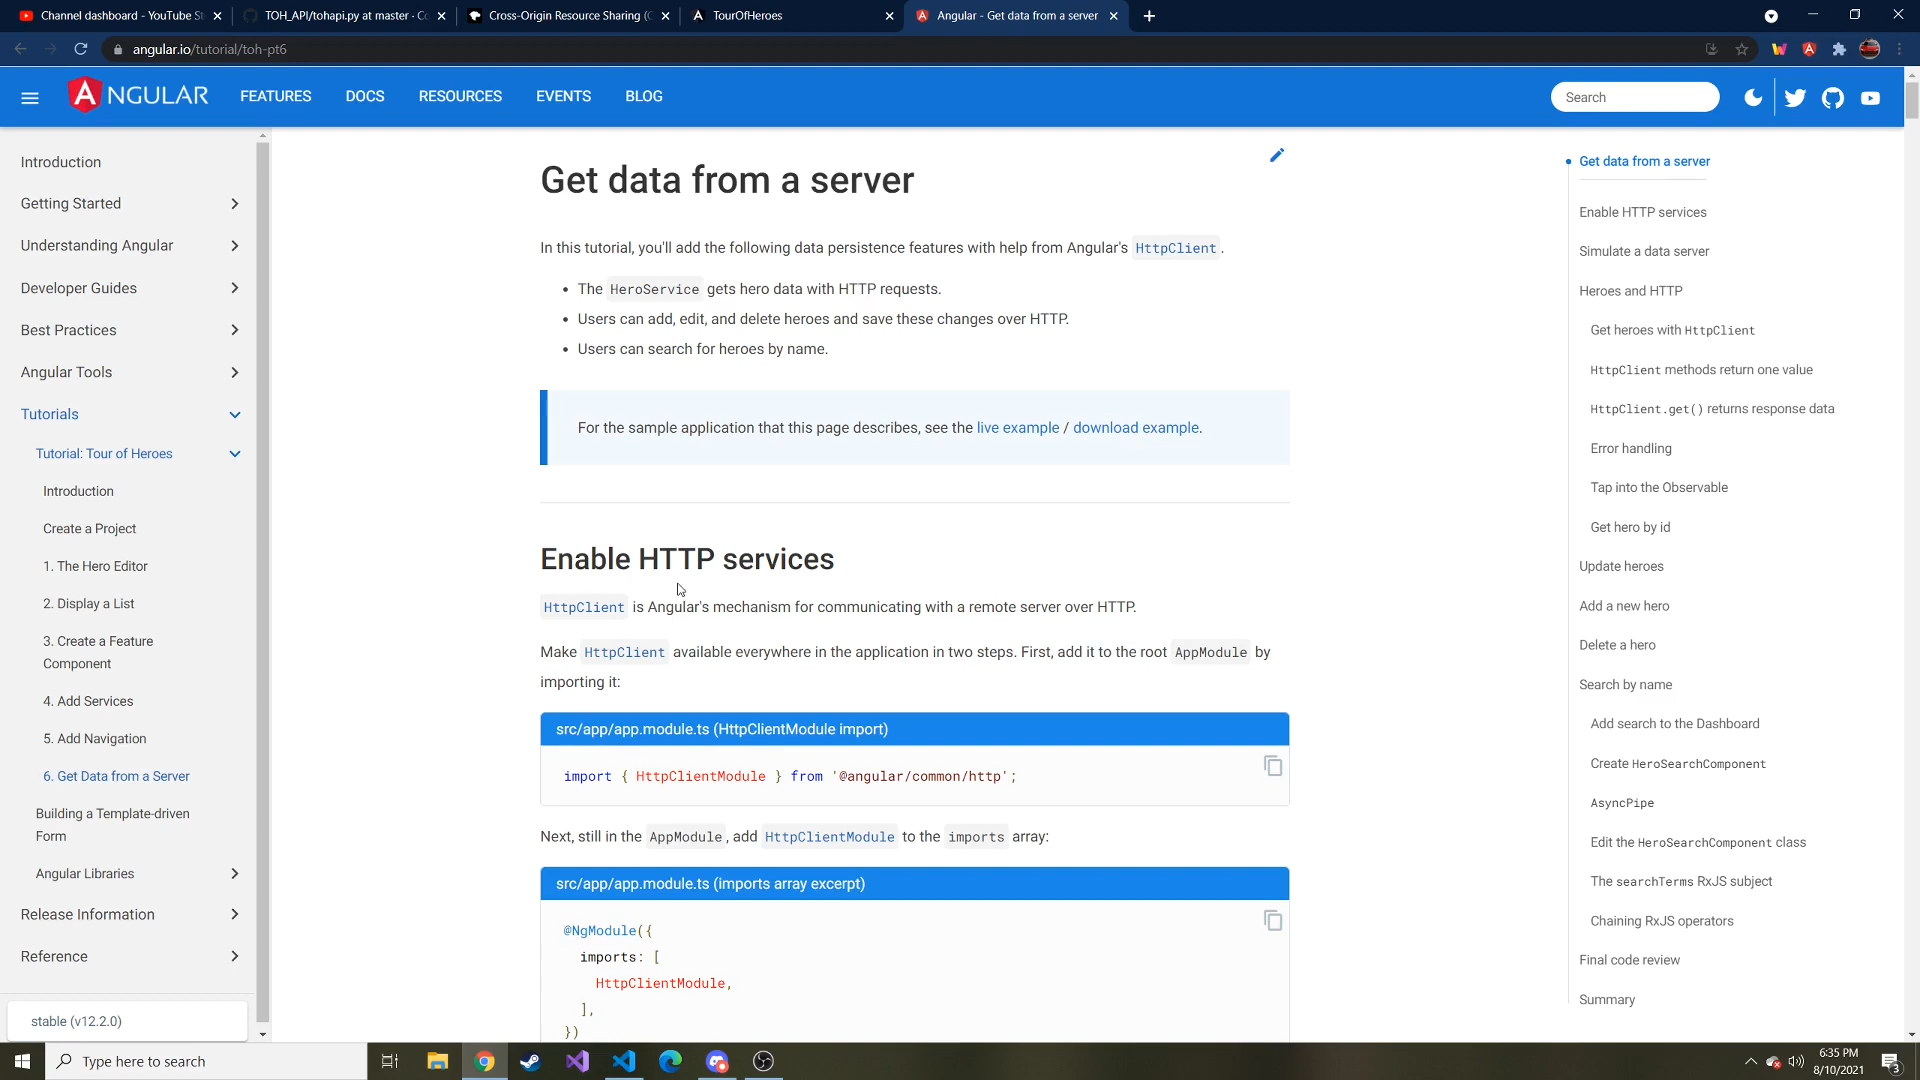 Channel dashboard - YouTube St
TOH_API/tohapi.py at master · Co
Cross-Origin Resource Sharing (C
TourOfHeroes
Angular - Get data from a server
angular.io/tutorial/toh-pt6
ANGULAR
FEATURES
DOCS
RESOURCES
EVENTS
BLOG
Search
Introduction
Getting Started
Understanding Angular
Developer Guides
Best Practices
Angular Tools
Tutorials
Tutorial: Tour of Heroes
Introduction
Create a Project
1. The Hero Editor
2. Display a List
3. Create a Feature
Component
4. Add Services
5. Add Navigation
6. Get Data from a Server
Building a Template-driven
Form
Angular Libraries
Release Information
Reference
stable (v12.2.0)
Get data from a server
In this tutorial, you'll add the following data persistence features with help from Angular's HttpClient.
• The HeroService gets hero data with HTTP requests.
• Users can add, edit, and delete heroes and save these changes over HTTP.
• Users can search for heroes by name.
For the sample application that this page describes, see the live example / download example.
Enable HTTP services
HttpClient is Angular's mechanism for communicating with a remote server over HTTP.
Make HttpClient available everywhere in the application in two steps. First, add it to the root AppModule by
importing it:
src/app/app.module.ts (HttpClientModule import)
import { HttpClientModule } from '@angular/common/http';
Next, still in the AppModule, add HttpClientModule to the imports array:
src/app/app.module.ts (imports array excerpt)
@NgModule({
imports: [
HttpClientModule,
],
})
Get data from a server
Enable HTTP services
Simulate a data server
Heroes and HTTP
Get heroes with HttpClient
HttpClient methods return one value
HttpClient.get() returns response data
Error handling
Tap into the Observable
Get hero by id
Update heroes
Add a new hero
Delete a hero
Search by name
Add search to the Dashboard
Create HeroSearchComponent
AsyncPipe
Edit the HeroSearchComponent class
The searchTerms RxJS subject
Chaining RxJS operators
Final code review
Summary
Type here to search
6:35 PM
8/10/2021
3